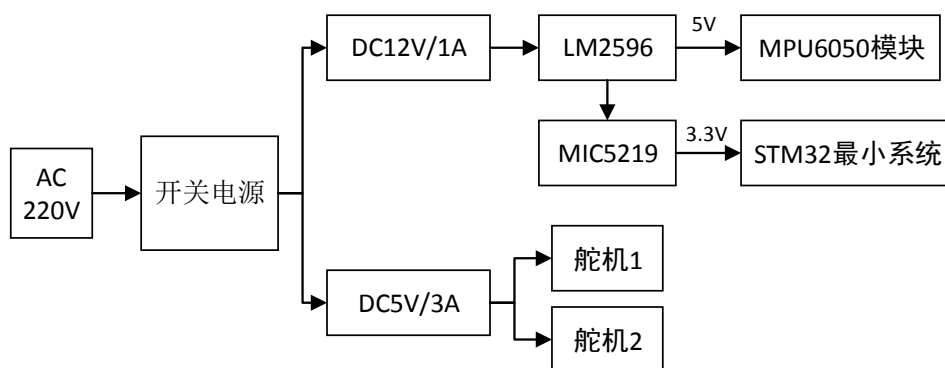 AC
220V
开关电源
DC12V/1A
LM2596
5V
MPU6050模块
MIC5219
3.3V
STM32最小系统
DC5V/3A
舵机1
舵机2